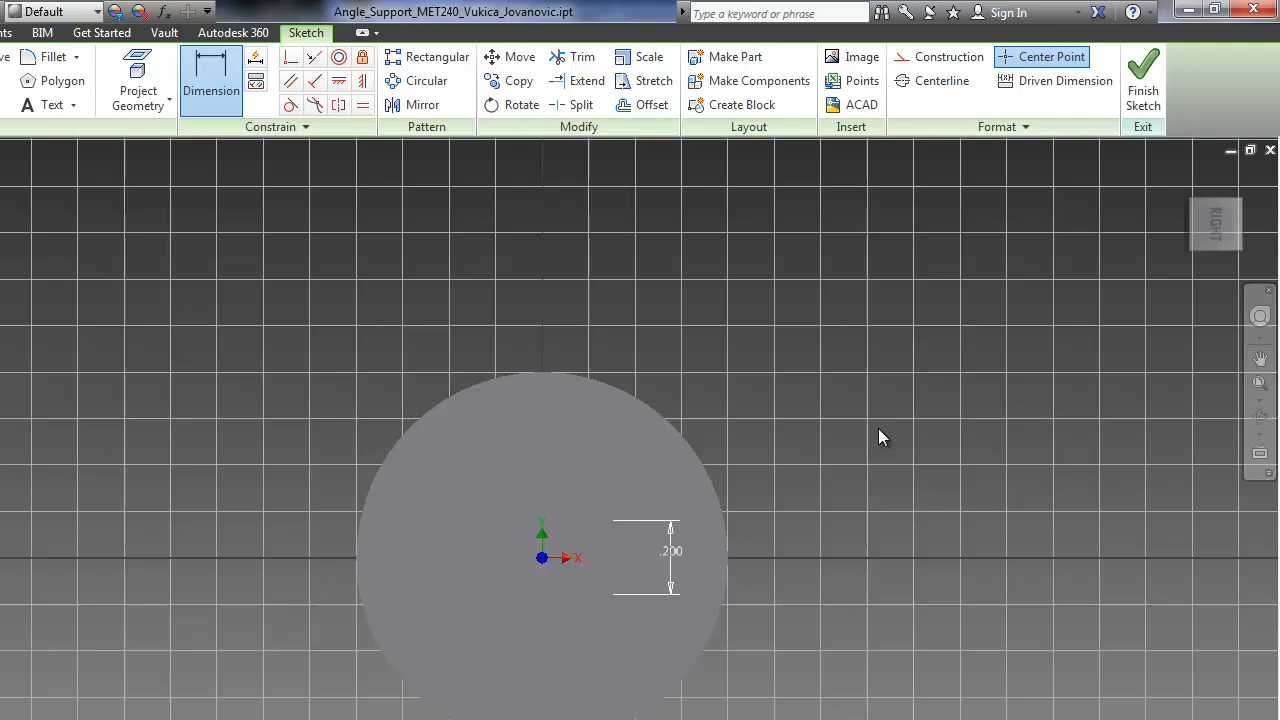 Default
fx
Angle_Support_MET240_Vukica_Jovanovic.ipt
Type a keyword or phrase
Sign In
?
nts
BIM
Get Started
Vault
Autodesk 360
Sketch
ve
Fillet
Polygon
Text
Project
Geometry
Dimension
Constrain
Rectangular
Circular
Mirror
Pattern
Move
Copy
Rotate
Trim
Extend
Split
Scale
Stretch
Offset
Modify
Make Part
Make Components
Create Block
Layout
Image
Points
ACAD
Insert
Construction
Centerline
Center Point
Driven Dimension
Format
Finish
Sketch
Exit
RIGHT
Y
X
.200